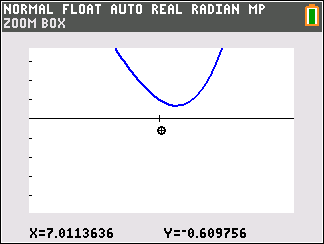 NORMAL FLOAT AUTO REAL RADIAN MP
ZOOM BOX
X=7.0113636 Y=⁻0.609756